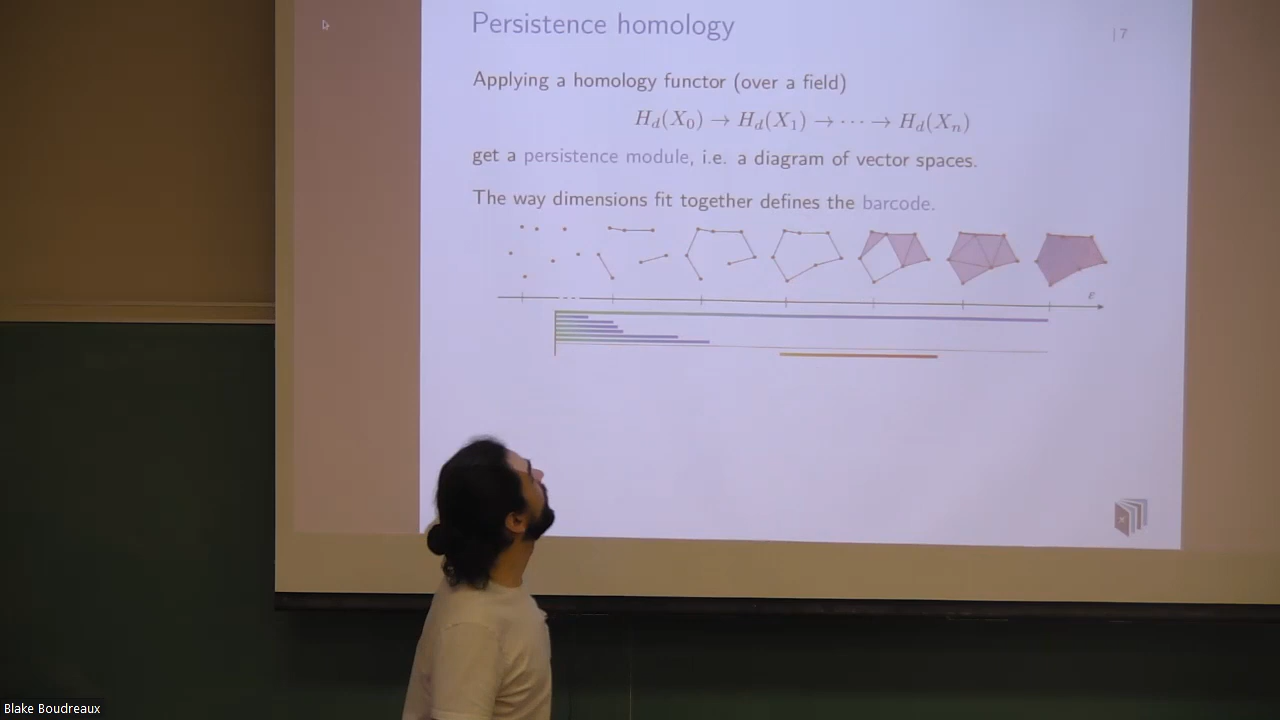 Persistence homology
| 7
Applying a homology functor (over a field)
H_d(X_0) → H_d(X_1) → ⋯ → H_d(X_n)
get a persistence module, i.e. a diagram of vector spaces.
The way dimensions fit together defines the barcode.
ε
Blake Boudreaux